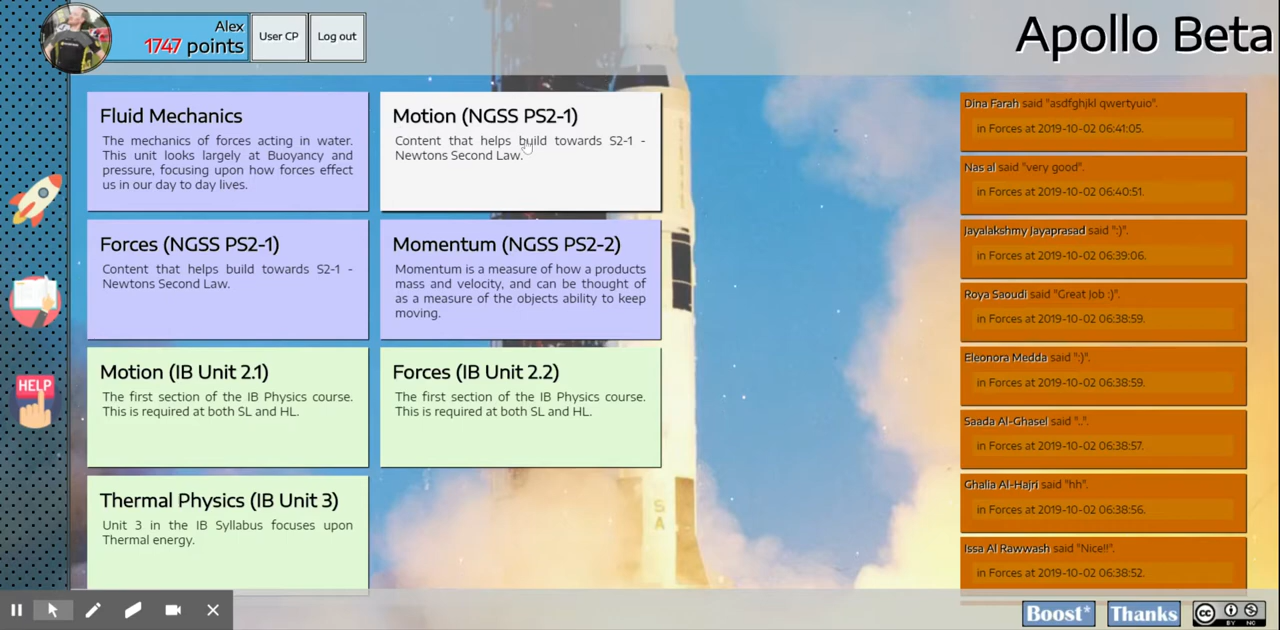 Alex
1747 points
User CP
Log out
Apollo Beta
Fluid Mechanics
The mechanics of forces acting in water.
This unit looks largely at Buoyancy and
pressure, focusing upon how forces effect
us in our day to day lives.
Motion (NGSS PS2-1)
Content that helps build towards S2-1 -
Newtons Second Law.
Forces (NGSS PS2-1)
Content that helps build towards S2-1 -
Newtons Second Law.
Momentum (NGSS PS2-2)
Momentum is a measure of how a products
mass and velocity, and can be thought of
as a measure of the objects ability to keep
moving.
Motion (IB Unit 2.1)
The first section of the IB Physics course.
This is required at both SL and HL.
Forces (IB Unit 2.2)
The first section of the IB Physics course.
This is required at both SL and HL.
Thermal Physics (IB Unit 3)
Unit 3 in the IB Syllabus focuses upon
Thermal energy.
HELP
SA
Dina Farah said "asdfghjkl qwertyuio".
in Forces at 2019-10-02 06:41:05.
Nas al said "very good".
in Forces at 2019-10-02 06:40:51.
Jayalakshmy Jayaprasad said ":)".
in Forces at 2019-10-02 06:39:06.
Roya Saoudi said "Great Job :)".
in Forces at 2019-10-02 06:38:59.
Eleonora Medda said ":)".
in Forces at 2019-10-02 06:38:59.
Saada Al-Ghasel said "..".
in Forces at 2019-10-02 06:38:57.
Ghalia Al-Hajri said "hh".
in Forces at 2019-10-02 06:38:56.
Issa Al Rawwash said "Nice!!".
in Forces at 2019-10-02 06:38:52.
Boost*
Thanks
CC BY NC